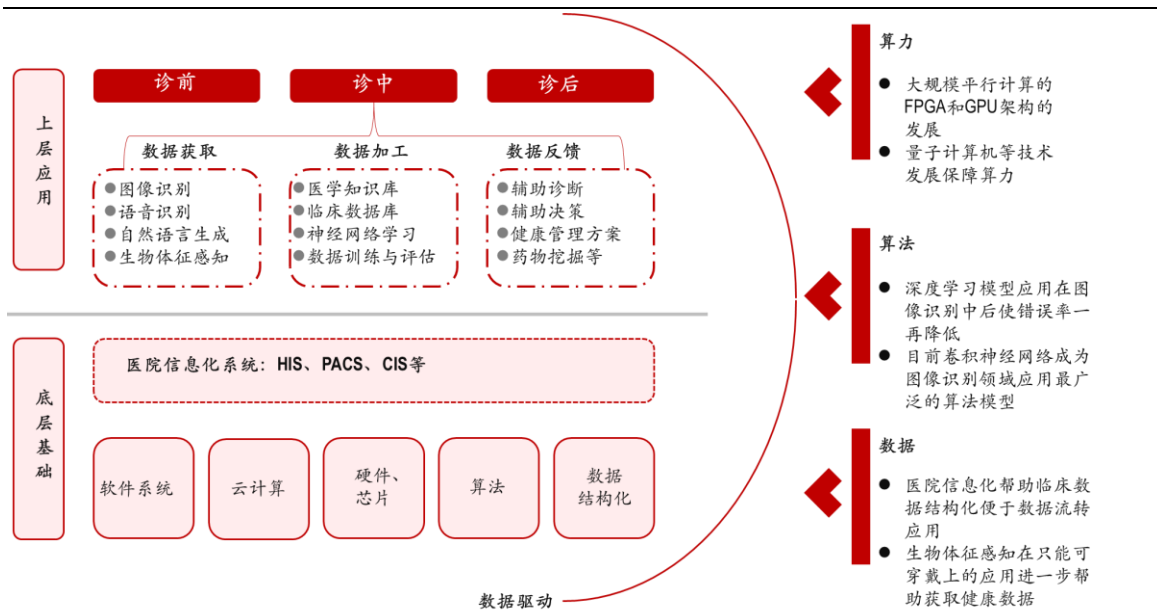 上层应用
诊前
诊中
诊后
数据获取
数据加工
数据反馈
●图像识别
●语音识别
●自然语言生成
●生物体征感知
●医学知识库
●临床数据库
●神经网络学习
●数据训练与评估
●辅助诊断
●辅助决策
●健康管理方案
●药物挖掘等
底层基础
医院信息化系统：HIS、PACS、CIS等
软件系统
云计算
硬件、
芯片
算法
数据
结构化
数据驱动
算力
● 大规模平行计算的
FPGA和GPU架构的
发展
● 量子计算机等技术
发展保障算力
算法
● 深度学习模型应用在图
像识别中后使错误率一
再降低
● 目前卷积神经网络成为
图像识别领域应用最广
泛的算法模型
数据
● 医院信息化帮助临床数
据结构化便于数据流转
应用
● 生物体征感知在只能可
穿戴上的应用进一步帮
助获取健康数据